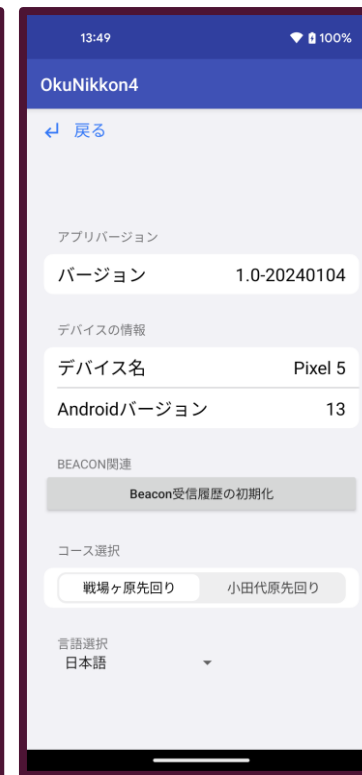 13:49 100%
OkuNikkon4
戻る
アプリバージョン
バージョン 1.0-20240104
デバイスの情報
デバイス名 Pixel 5
Androidバージョン 13
BEACON関連
Beacon受信履歴の初期化
コース選択
戦場ヶ原先回り 小田代原先回り
言語選択
日本語